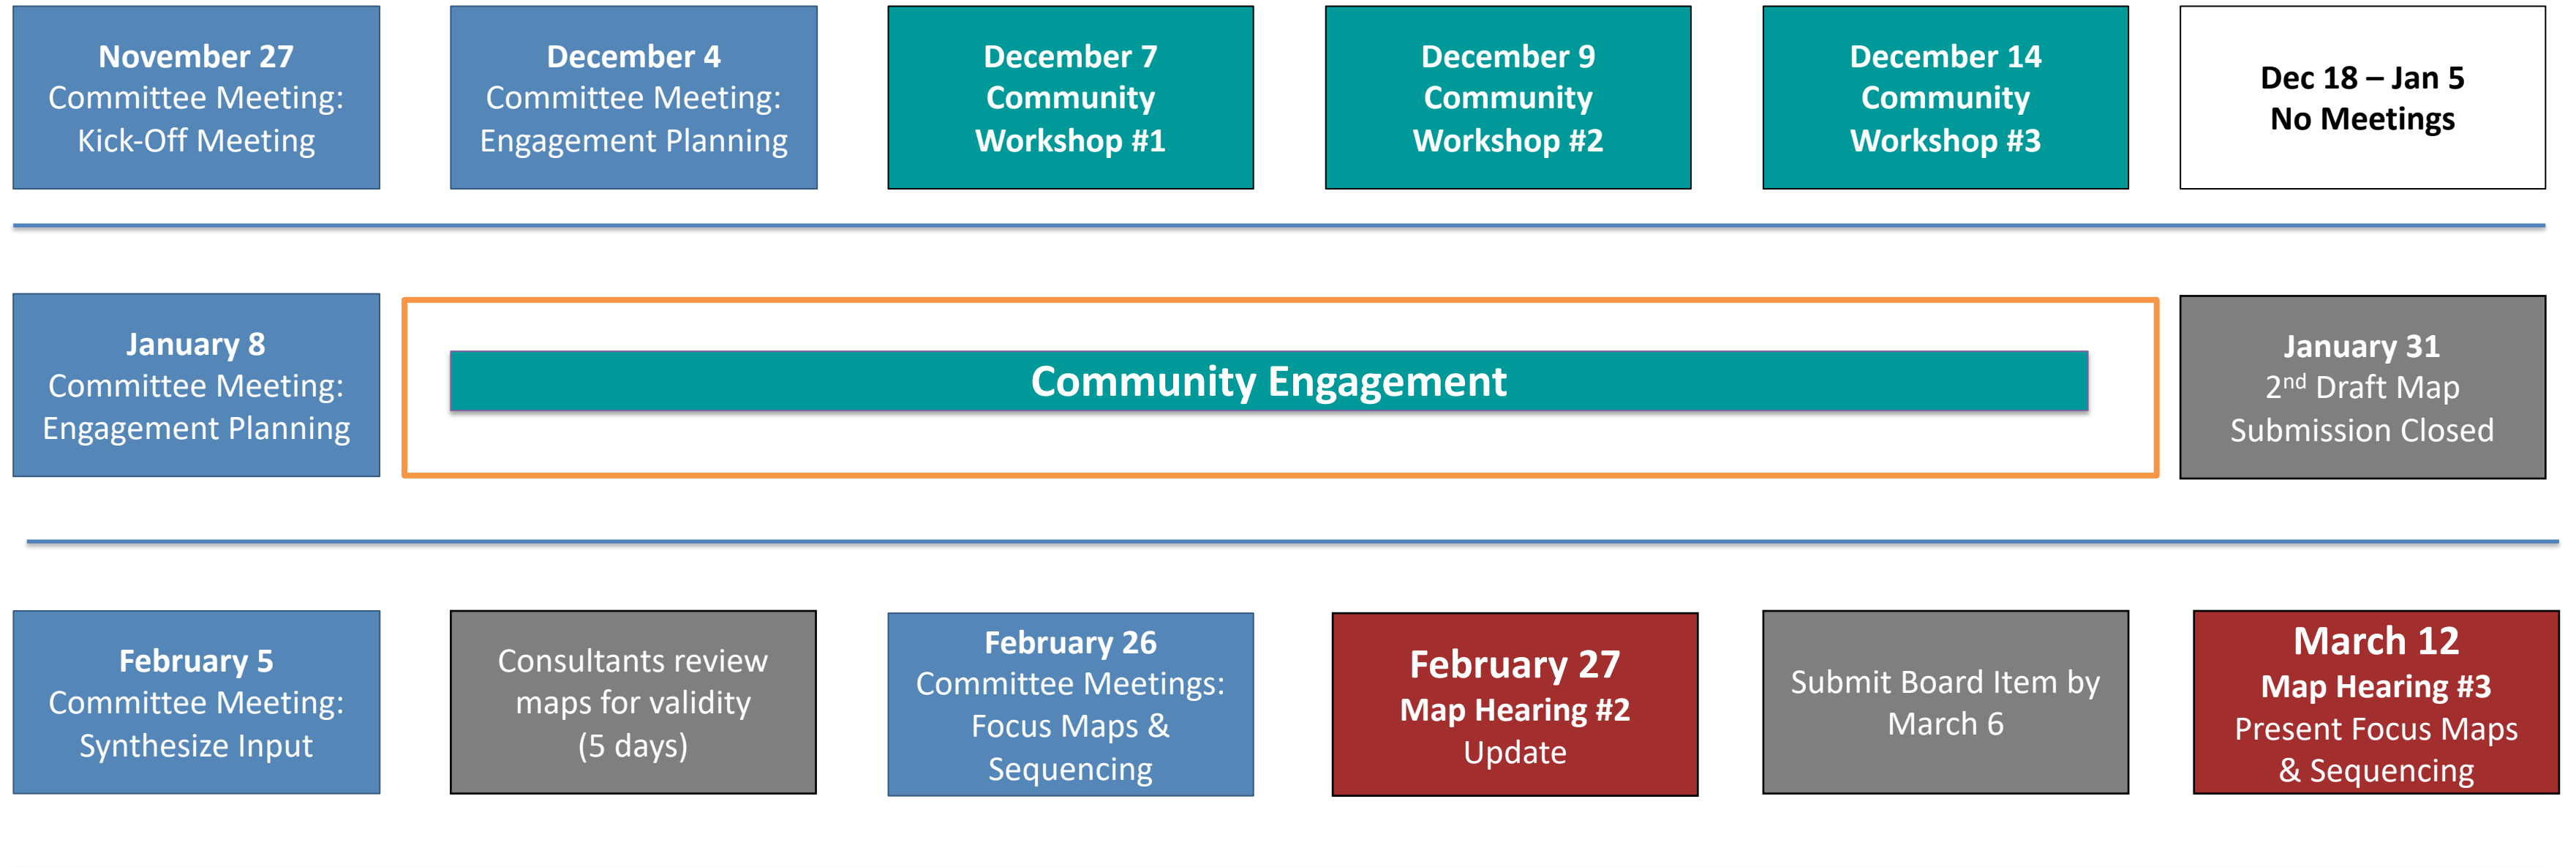 November 27
Committee Meeting:
Kick-Off Meeting
December 4
Committee Meeting:
Engagement Planning
December 7
Community
Workshop #1
December 9
Community
Workshop #2
December 14
Community
Workshop #3
Dec 18 – Jan 5
No Meetings
January 8
Committee Meeting:
Engagement Planning
Community Engagement
January 31
2nd Draft Map
Submission Closed
February 5
Committee Meeting:
Synthesize Input
Consultants review
maps for validity
(5 days)
February 26
Committee Meetings:
Focus Maps &
Sequencing
February 27
Map Hearing #2
Update
Submit Board Item by
March 6
March 12
Map Hearing #3
Present Focus Maps
& Sequencing